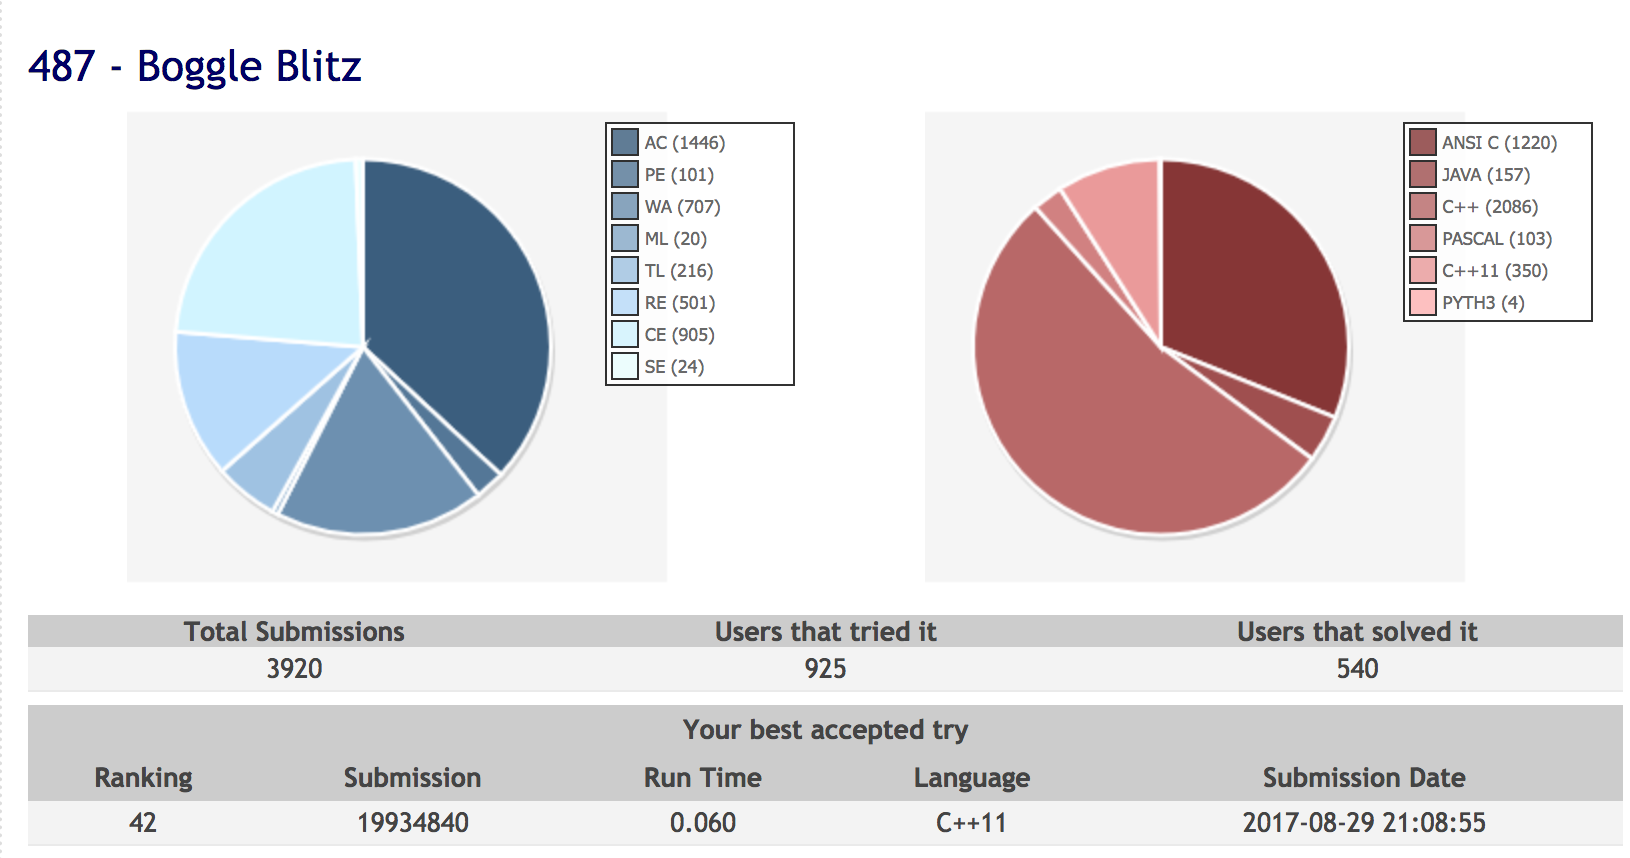 487 - Boggle Blitz
AC (1446)
PE (101)
WA (707)
ML (20)
TL (216)
RE (501)
CE (905)
SE (24)
ANSI C (1220)
JAVA (157)
C++ (2086)
PASCAL (103)
C++11 (350)
PYTH3 (4)
Total Submissions Users that tried it Users that solved it
3920 925 540
Your best accepted try
Ranking Submission Run Time Language Submission Date
42 19934840 0.060 C++11 2017-08-29 21:08:55